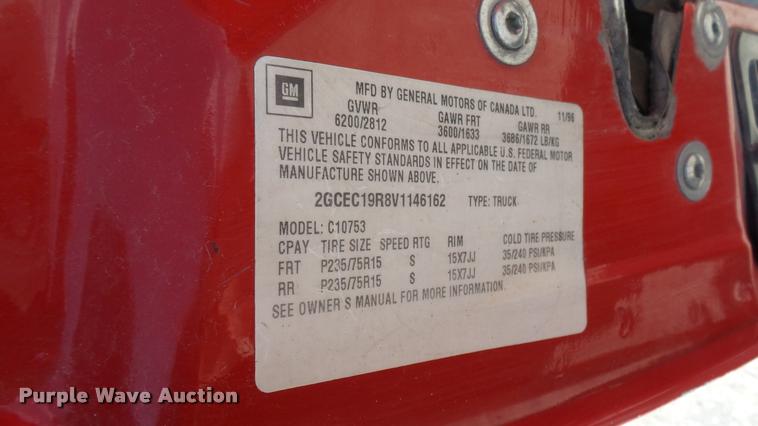 GM
MFD BY GENERAL MOTORS OF CANADA LTD. 11/96
GVWR GAWR FRT GAWR RR
6200/2812 3600/1633 3686/1672 LB/KG
THIS VEHICLE CONFORMS TO ALL APPLICABLE U.S. FEDERAL MOTOR
VEHICLE SAFETY STANDARDS IN EFFECT ON THE DATE OF
MANUFACTURE SHOWN ABOVE.
2GCEC19R8V1146162 TYPE: TRUCK
MODEL: C10753
CPAY TIRE SIZE SPEED RTG RIM COLD TIRE PRESSURE
FRT P235/75R15 S 15X7JJ 35/240 PSI/KPA
RR P235/75R15 S 15X7JJ 35/240 PSI/KPA
SEE OWNER S MANUAL FOR MORE INFORMATION.
Purple Wave Auction